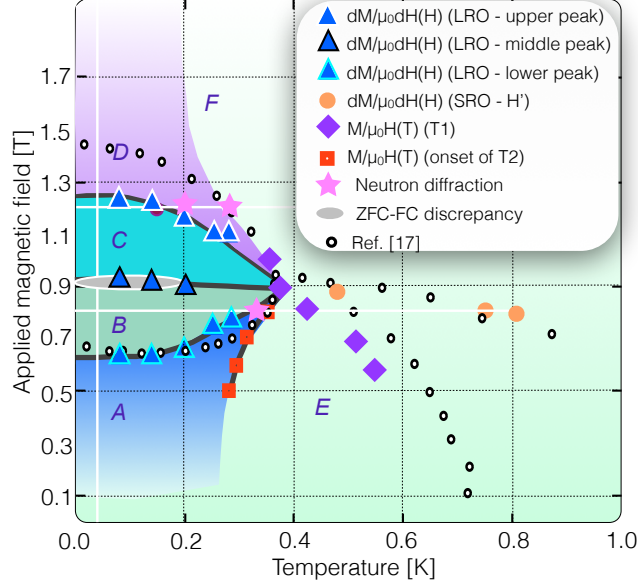 dM/μ₀dH(H) (LRO - upper peak)
dM/μ₀dH(H) (LRO - middle peak)
dM/μ₀dH(H) (LRO - lower peak)
dM/μ₀dH(H) (SRO - H')
M/μ₀H(T) (T1)
M/μ₀H(T) (onset of T2)
Neutron diffraction
ZFC-FC discrepancy
Ref. [17]
Applied magnetic field [T]
1.7
1.5
1.3
1.1
0.9
0.7
0.5
0.3
0.1
F
D
C
B
A
E
0.0
0.2
0.4
0.6
0.8
1.0
Temperature [K]